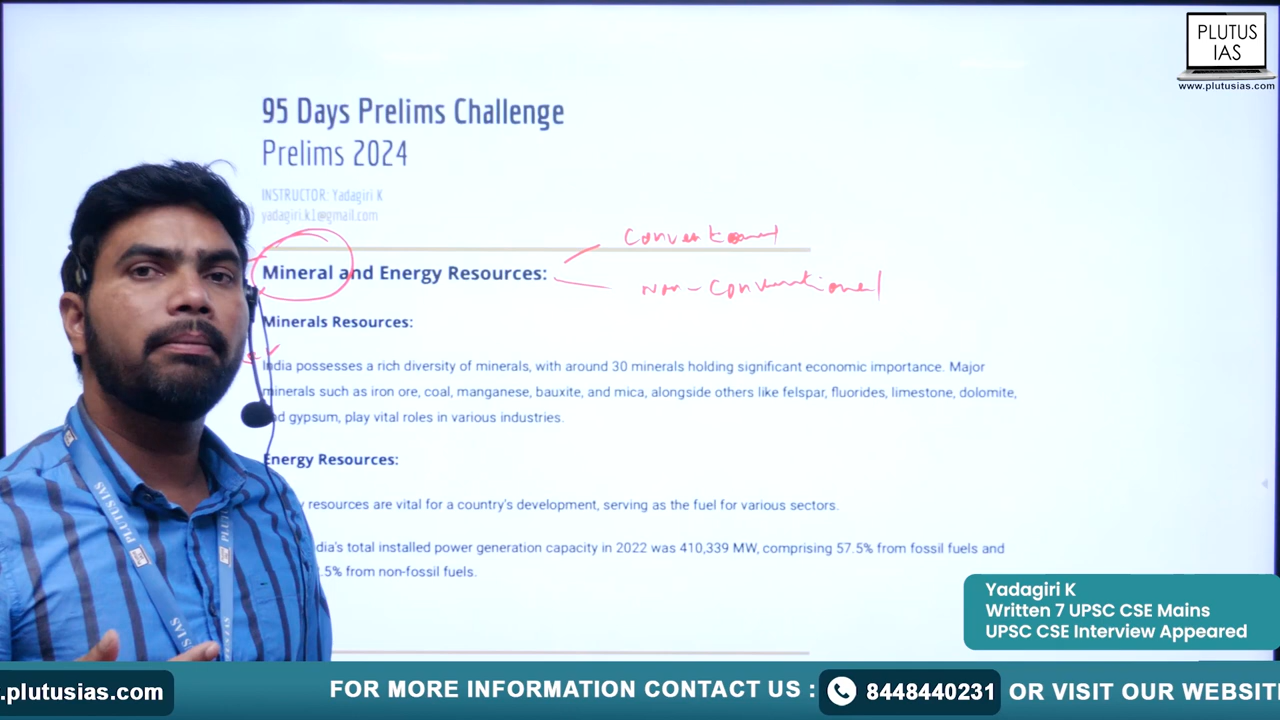 PLUTUS
IAS
www.plutusias.com
95 Days Prelims Challenge
Prelims 2024
INSTRUCTOR: Yadagiri K
yadagiri.k1@gmail.com
Conventional
Mineral and Energy Resources:
Non-Conventional
Minerals Resources:
India possesses a rich diversity of minerals, with around 30 minerals holding significant economic importance. Major
minerals such as iron ore, coal, manganese, bauxite, and mica, alongside others like felspar, fluorides, limestone, dolomite,
and gypsum, play vital roles in various industries.
Energy Resources:
resources are vital for a country's development, serving as the fuel for various sectors.
total installed power generation capacity in 2022 was 410,339 MW, comprising 57.5% from fossil fuels and
.5% from non-fossil fuels.
PLUTUSIAS
PLUTUSIAS
Yadagiri K
Written 7 UPSC CSE Mains
UPSC CSE Interview Appeared
.plutusias.com
FOR MORE INFORMATION CONTACT US :
8448440231
OR VISIT OUR WEBSIT